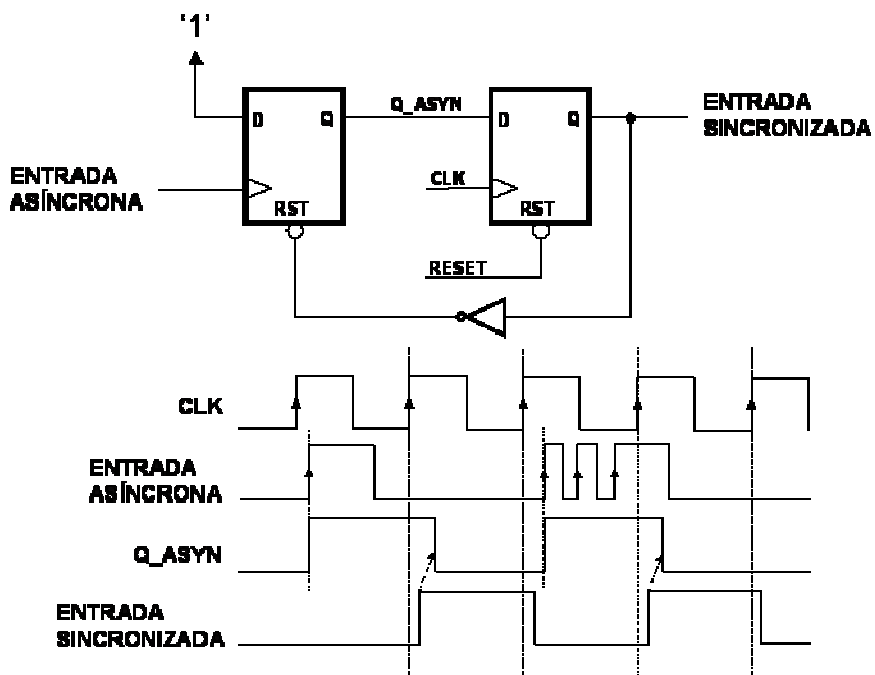 '1'
D Q
Q_ASYN
D Q
ENTRADA
SINCRONIZADA
ENTRADA
ASÍNCRONA
CLK
RST
RST
RESET
CLK
ENTRADA
ASÍNCRONA
Q_ASYN
ENTRADA
SINCRONIZADA